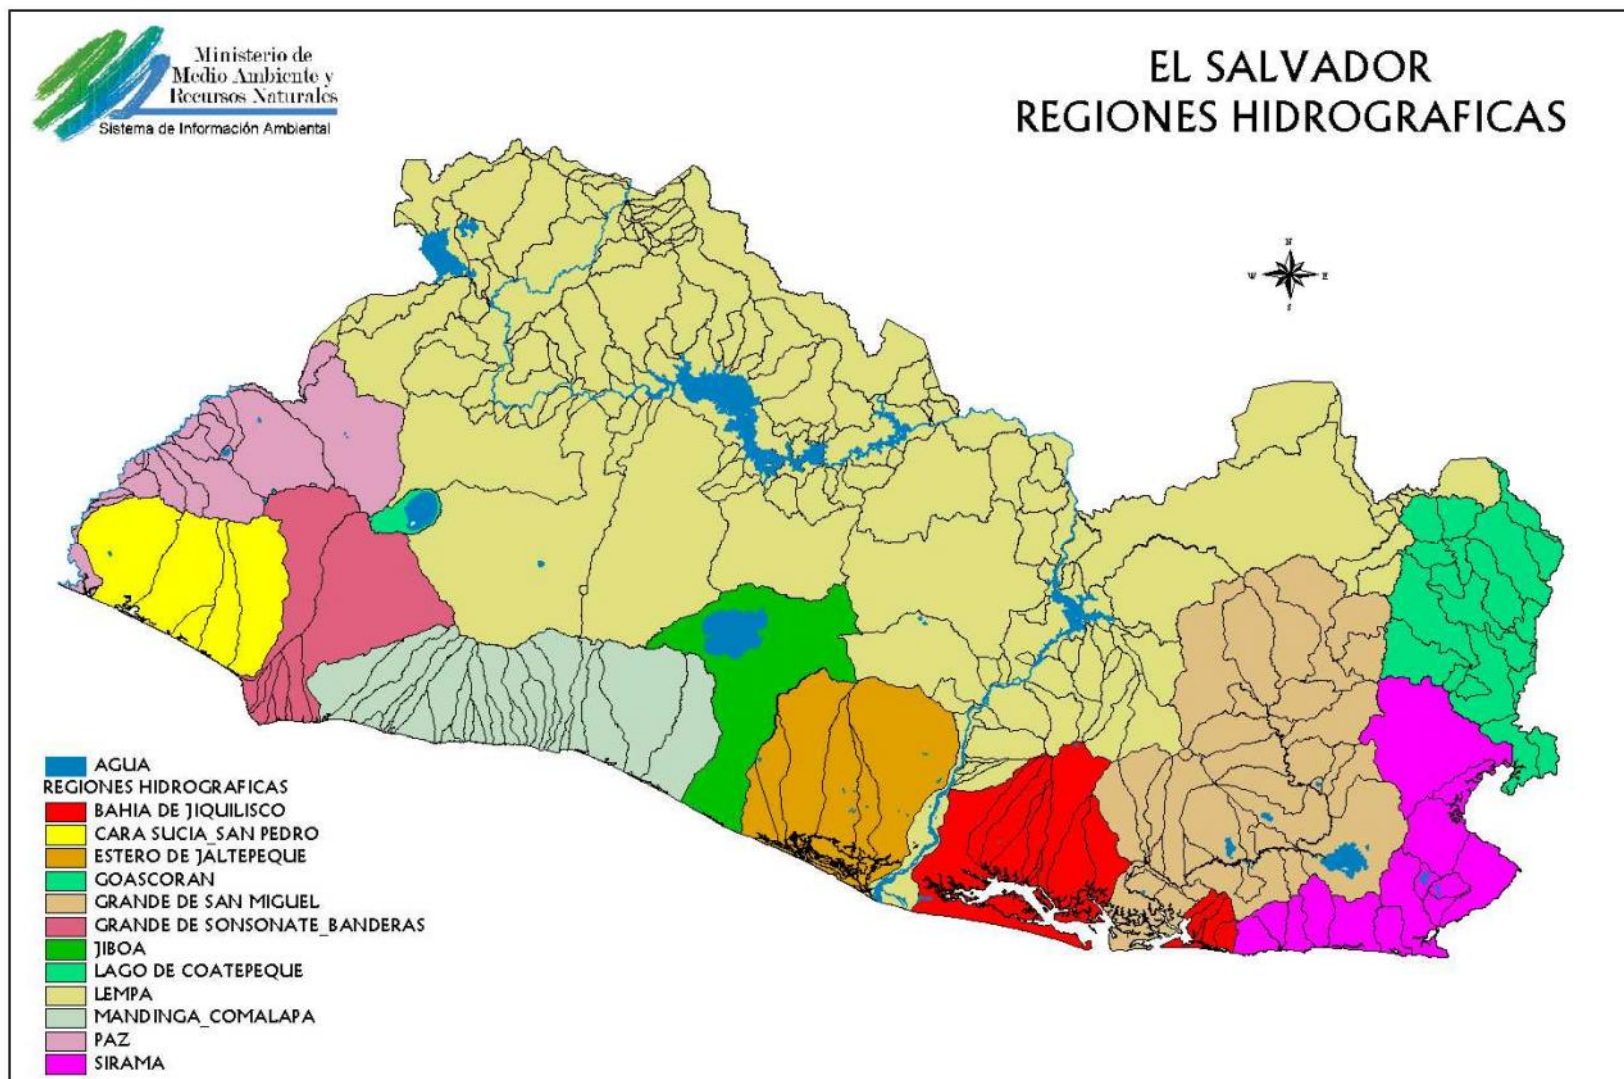 Ministerio de
Medio Ambiente y
Recursos Naturales
Sistema de Información Ambiental
EL SALVADOR
REGIONES HIDROGRAFICAS
N
W
E
S
AGUA
REGIONES HIDROGRAFICAS
BAHIA DE JIQUILISCO
CARA SUCIA_SAN PEDRO
ESTERO DE JALTEPEQUE
GOASCORAN
GRANDE DE SAN MIGUEL
GRANDE DE SONSONATE_BANDERAS
JIBOA
LAGO DE COATEPEQUE
LEMPA
MANDINGA_COMALAPA
PAZ
SIRAMA